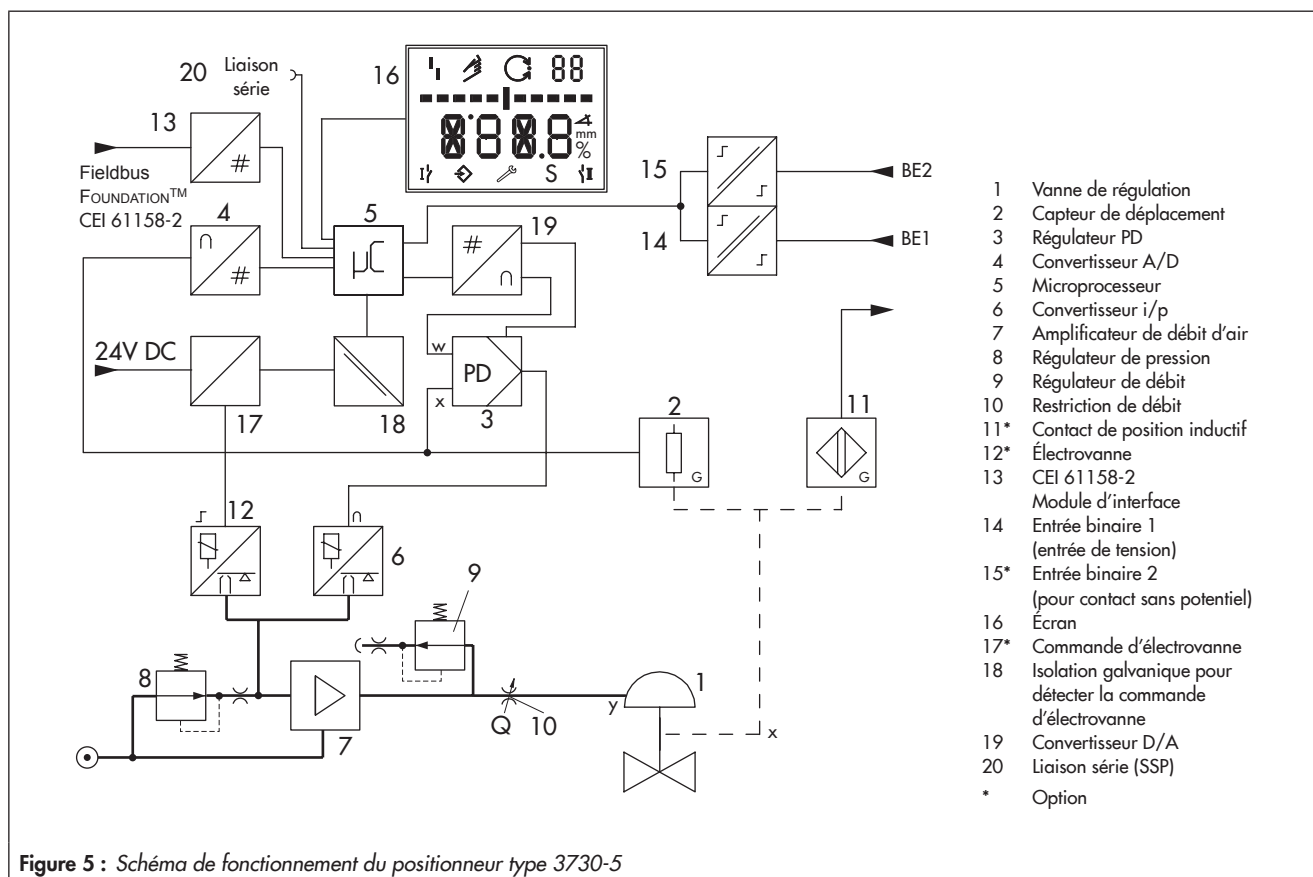 20
Liaison
série
16
88
8.8.8.8
mm
%
S
13
#
Fieldbus
FOUNDATION™
CEI 61158-2
4
#
5
µC
19
#
15
BE2
14
BE1
24V DC
17
18
w
PD
x
3
2
G
11
G
12
6
9
8
7
Q
10
y
1
x
1 Vanne de régulation
2 Capteur de déplacement
3 Régulateur PD
4 Convertisseur A/D
5 Microprocesseur
6 Convertisseur i/p
7 Amplificateur de débit d'air
8 Régulateur de pression
9 Régulateur de débit
10 Restriction de débit
11* Contact de position inductif
12* Électrovanne
13 CEI 61158-2
Module d'interface
14 Entrée binaire 1
(entrée de tension)
15* Entrée binaire 2
(pour contact sans potentiel)
16 Écran
17* Commande d'électrovanne
18 Isolation galvanique pour
détecter la commande
d'électrovanne
19 Convertisseur D/A
20 Liaison série (SSP)
* Option
Figure 5 : Schéma de fonctionnement du positionneur type 3730-5